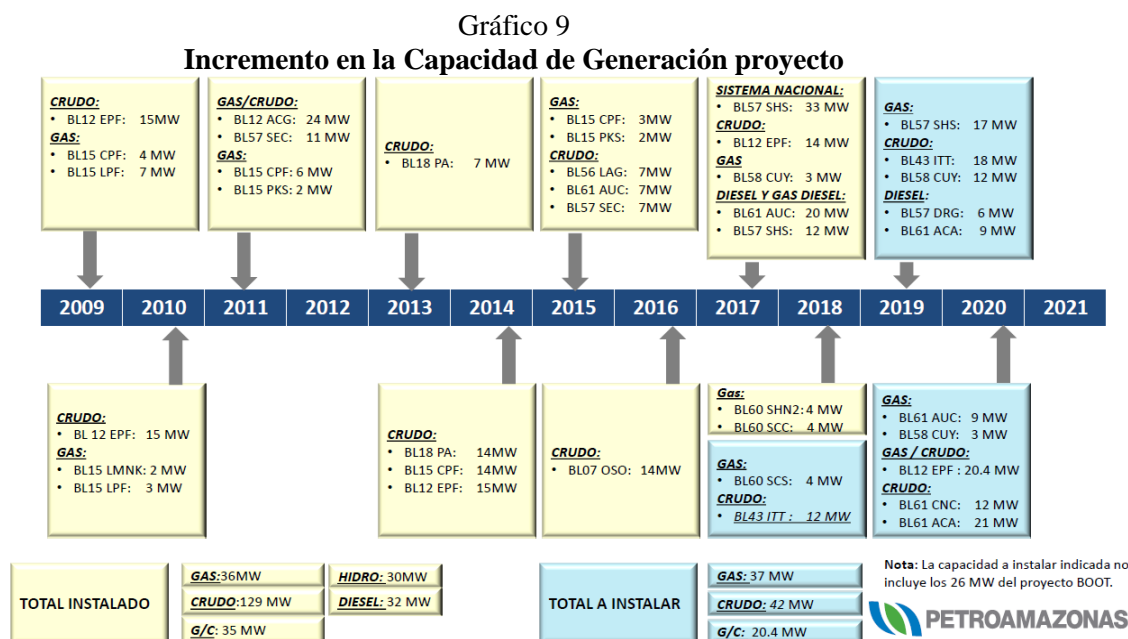 Gráfico 9
Incremento en la Capacidad de Generación proyecto
CRUDO:
• BL12 EPF: 15MW
GAS:
• BL15 CPF: 4 MW
• BL15 LPF: 7 MW
GAS/CRUDO:
• BL12 ACG: 24 MW
• BL57 SEC: 11 MW
GAS:
• BL15 CPF: 6 MW
• BL15 PKS: 2 MW
CRUDO:
• BL18 PA: 7 MW
GAS:
• BL15 CPF: 3MW
• BL15 PKS: 2MW
CRUDO:
• BL56 LAG: 7MW
• BL61 AUC: 7MW
• BL57 SEC: 7MW
SISTEMA NACIONAL:
• BL57 SHS: 33 MW
CRUDO:
• BL12 EPF: 14 MW
GAS
• BL58 CUY: 3 MW
DIESEL Y GAS DIESEL:
• BL61 AUC: 20 MW
• BL57 SHS: 12 MW
GAS:
• BL57 SHS: 17 MW
CRUDO:
• BL43 ITT: 18 MW
• BL58 CUY: 12 MW
DIESEL:
• BL57 DRG: 6 MW
• BL61 ACA: 9 MW
2009 2010 2011 2012 2013 2014 2015 2016 2017 2018 2019 2020 2021
CRUDO:
• BL 12 EPF: 15 MW
GAS:
• BL15 LMNK: 2 MW
• BL15 LPF: 3 MW
CRUDO:
• BL18 PA: 14MW
• BL15 CPF: 14MW
• BL12 EPF: 15MW
CRUDO:
• BL07 OSO: 14MW
Gas:
• BL60 SHN2: 4 MW
• BL60 SCC: 4 MW
GAS:
• BL60 SCS: 4 MW
CRUDO:
• BL43 ITT : 12 MW
GAS:
• BL61 AUC: 9 MW
• BL58 CUY: 3 MW
GAS / CRUDO:
• BL12 EPF : 20.4 MW
CRUDO:
• BL61 CNC: 12 MW
• BL61 ACA: 21 MW
TOTAL INSTALADO
GAS:36MW
CRUDO:129 MW
G/C: 35 MW
HIDRO: 30MW
DIESEL: 32 MW
TOTAL A INSTALAR
GAS: 37 MW
CRUDO: 42 MW
G/C: 20.4 MW
Nota: La capacidad a instalar indicada no
incluye los 26 MW del proyecto BOOT.
PETROAMAZONAS